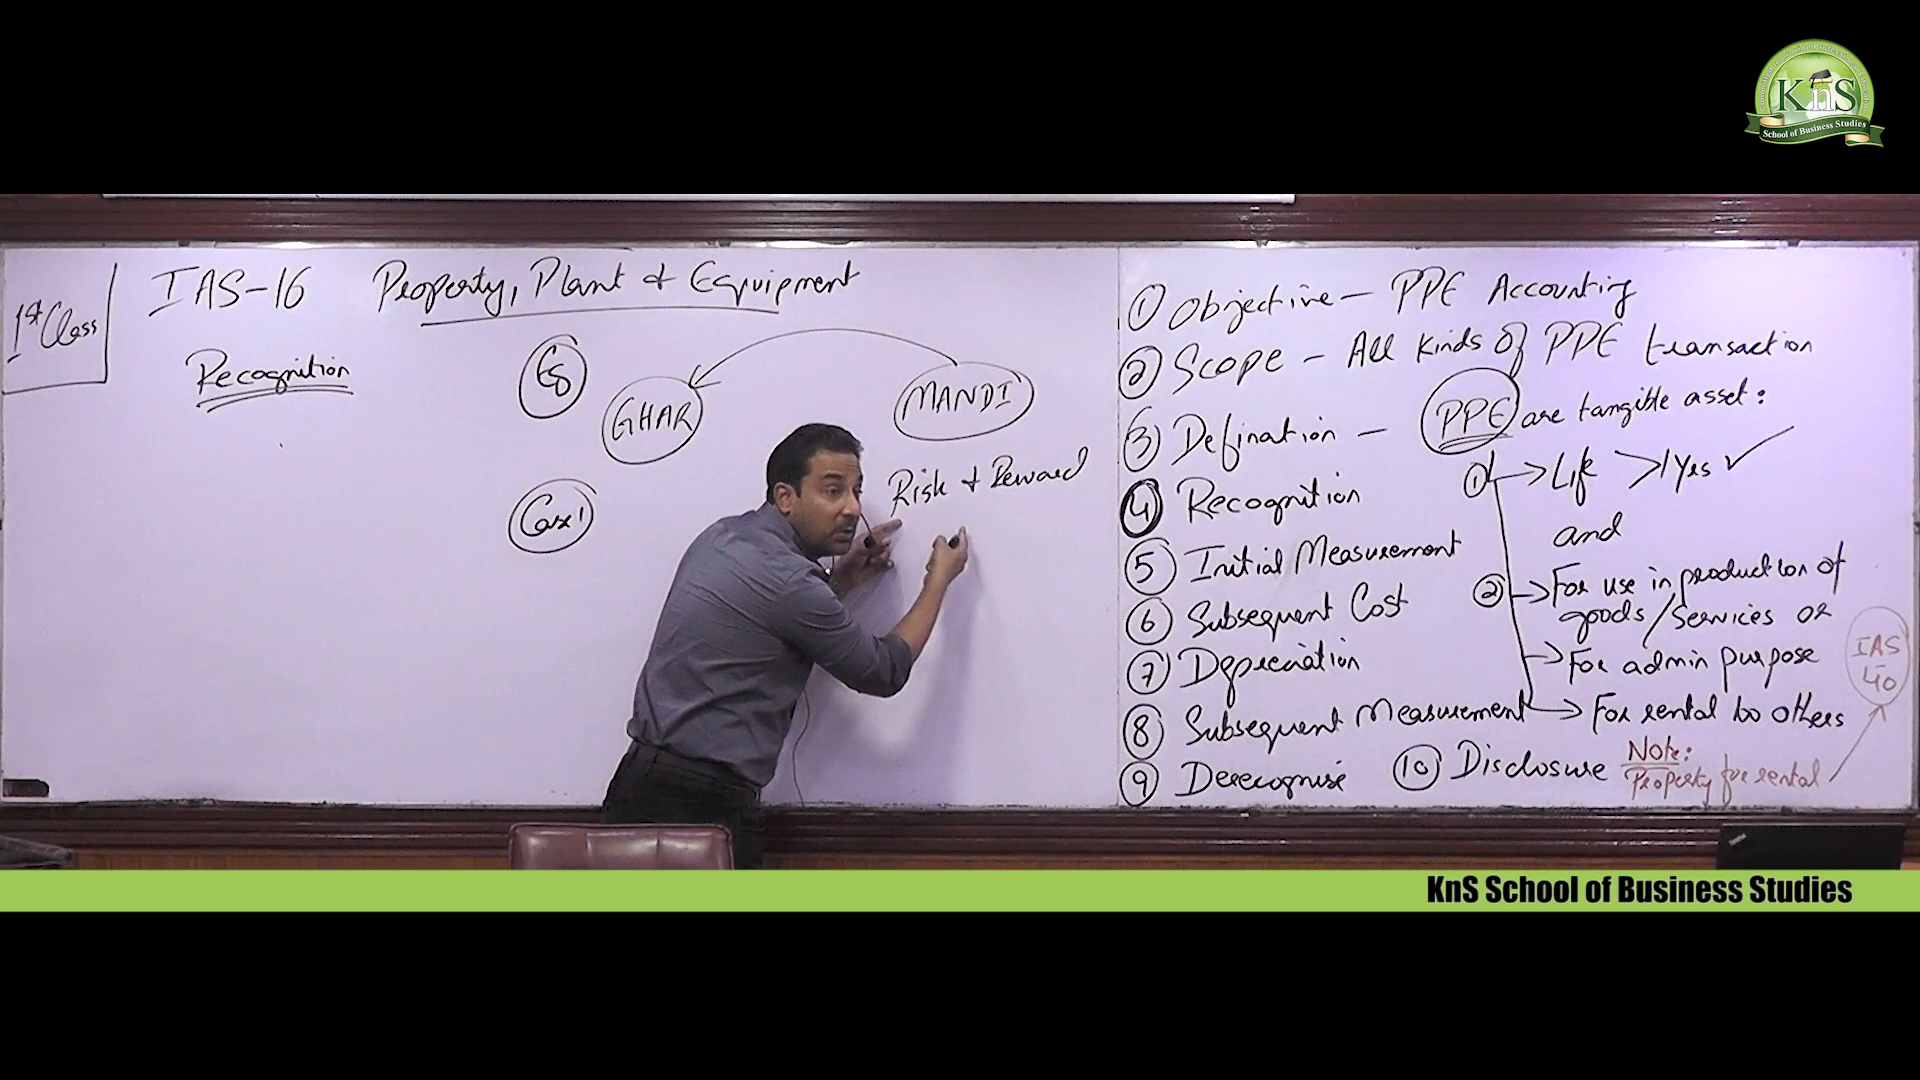 KnS
School of Business Studies
1st Class
IAS-16 Property, Plant & Equipment
Recognition
Eg
GHAR
MANDI
Case 1
Risk & Reward
① Objective - PPE Accounting
② Scope - All kinds of PPE transaction
③ Defination - PPE are tangible asset:
① → Life > 1 Yes ✓
and
② → For use in production of
goods/services or
→ For admin purpose
→ For rental to others
④ Recognition
⑤ Initial Measurement
⑥ Subsequent Cost
⑦ Depreciation
⑧ Subsequent Measurement
⑨ Derecognise
⑩ Disclosure
Note:
Property for rental
IAS
40
KnS School of Business Studies